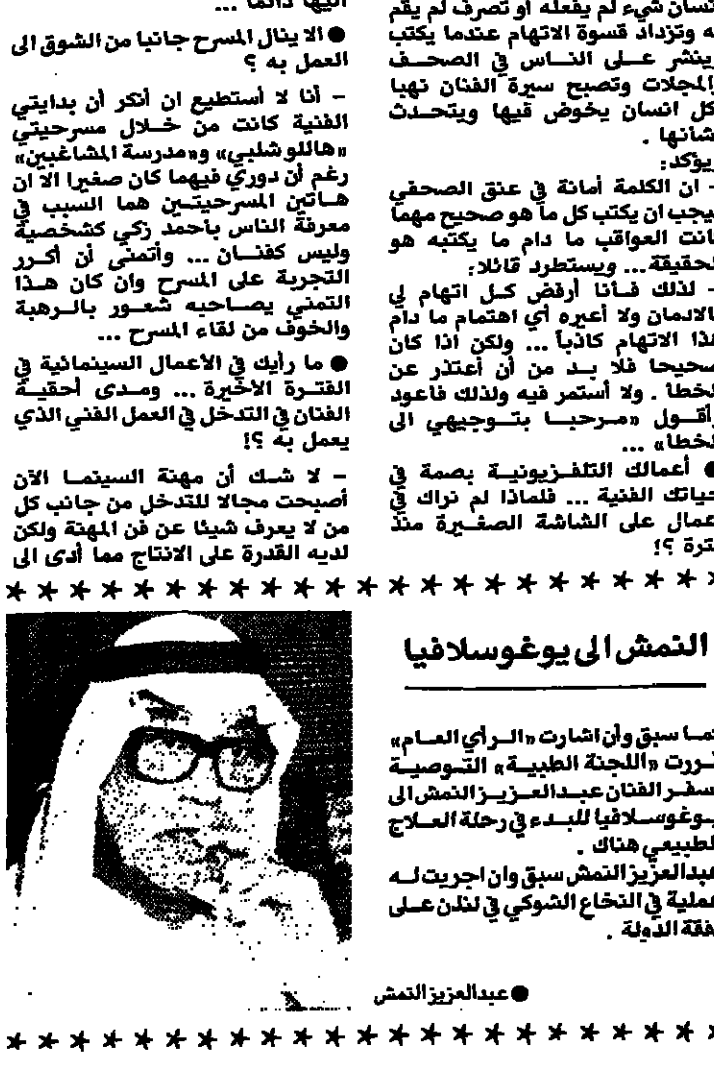 نسان شيء لم يفعله او تصرف لم يقم
ه وتزداد قسوة الاتهام عندما يكتب
ينشر على الناس في الصحف
المجلات وتصبح سيرة الفنان نهبا
كل انسان يخوض فيها ويتحدث
شأنها .
يؤكد:
- ان الكلمة أمانة في عنق الصحفي
يجب ان يكتب كل ما هو صحيح مهما
انت العواقب ما دام ما يكتبه هو
لحقيقة... ويستطرد قائلا:
- لذلك فأنا أرفض كل اتهام لي
الادمان ولا أعيره أي اهتمام ما دام
هذا الاتهام كاذباً ... ولكن اذا كان
صحيحا فلا بد من أن أعتذر عن
لخطا . ولا أستمر فيه ولذلك فاعود
أقول «مرحبا بتوجيهي الى
لخطا» ...
● أعمالك التلفزيونية بصمة في
حياتك الفنية ... فلماذا لم نراك في
عمال على الشاشة الصغيرة منذ
ترة ؟!
اليها دائما ...
● الا ينال المسرح جانبا من الشوق الى
العمل به ؟
- أنا لا أستطيع ان أنكر أن بدايتي
الفنية كانت من خلال مسرحيتي
«هاللو شلبي» و«مدرسة المشاغبين»
رغم أن دوري فيهما كان صغيرا الا ان
هاتين المسرحيتين هما السبب في
معرفة الناس بأحمد زكي كشخصية
وليس كفنان ... وأتمنى أن أكرر
التجربة على المسرح وان كان هذا
التمني يصاحبه شعور بالرهبة
والخوف من لقاء المسرح ...
● ما رأيك في الأعمال السينمائية في
الفترة الأخيرة ... ومدى أحقية
الفنان في التدخل في العمل الفني الذي
يعمل به ؟!
- لا شك أن مهنة السينما الآن
أصبحت مجالا للتدخل من جانب كل
من لا يعرف شيئا عن فن المهنة ولكن
لديه القدرة على الانتاج مما أدى الى
النمش الى يوغوسلافيا
كما سبق وأن اشارت «الرأي العام»
قررت «اللجنة الطبية» التوصية
سفر الفنان عبدالعزيز النمش الى
يوغوسلافيا للبدء في رحلة العلاج
لطبيعي هناك .
عبدالعزيز النمش سبق وان اجريت له
عملية في النخاع الشوكي في لندن على
نفقة الدولة .
● عبدالعزيز النمش